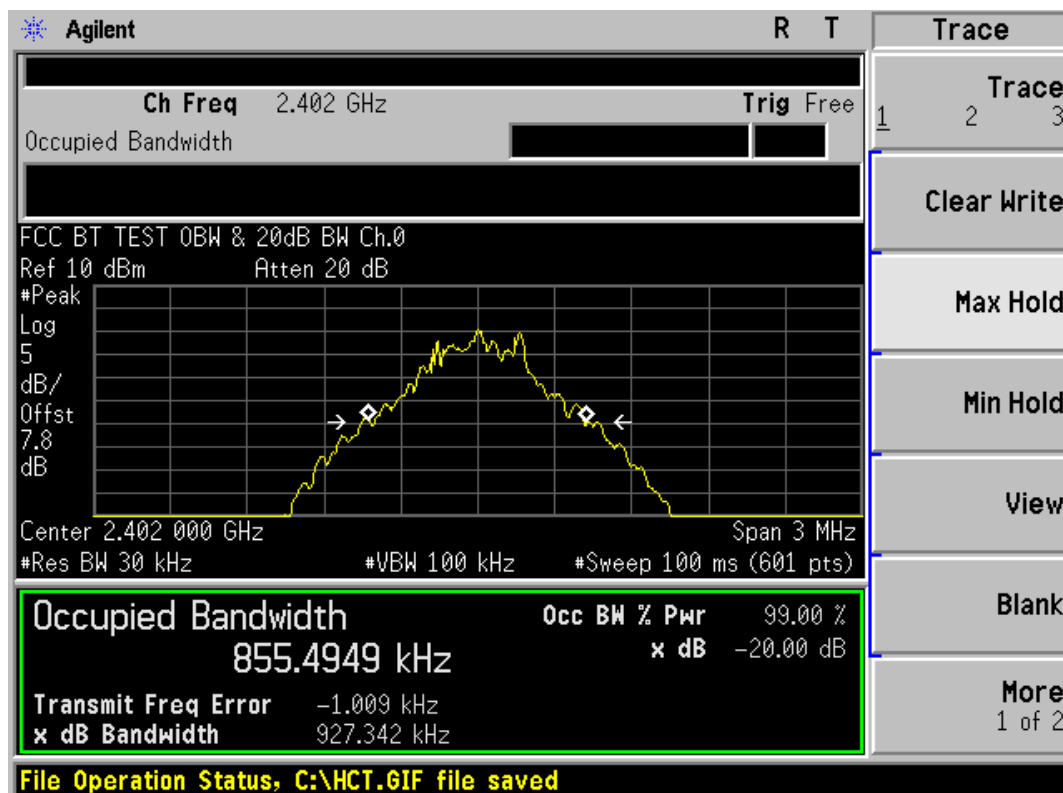 Agilent R T Trace
Ch Freq 2.402 GHz Trig Free
Occupied Bandwidth
FCC BT TEST OBW & 20dB BW Ch.0
Ref 10 dBm Atten 20 dB
#Peak
Log
5
dB/
Offst
7.8
dB
Center 2.402 000 GHz Span 3 MHz
#Res BW 30 kHz #VBW 100 kHz #Sweep 100 ms (601 pts)
Occupied Bandwidth
855.4949 kHz
Occ BW % Pwr 99.00 %
x dB -20.00 dB
Transmit Freq Error -1.009 kHz
x dB Bandwidth 927.342 kHz
File Operation Status, C:\HCT.GIF file saved
Trace
1 2 3
Clear Write
Max Hold
Min Hold
View
Blank
More
1 of 2